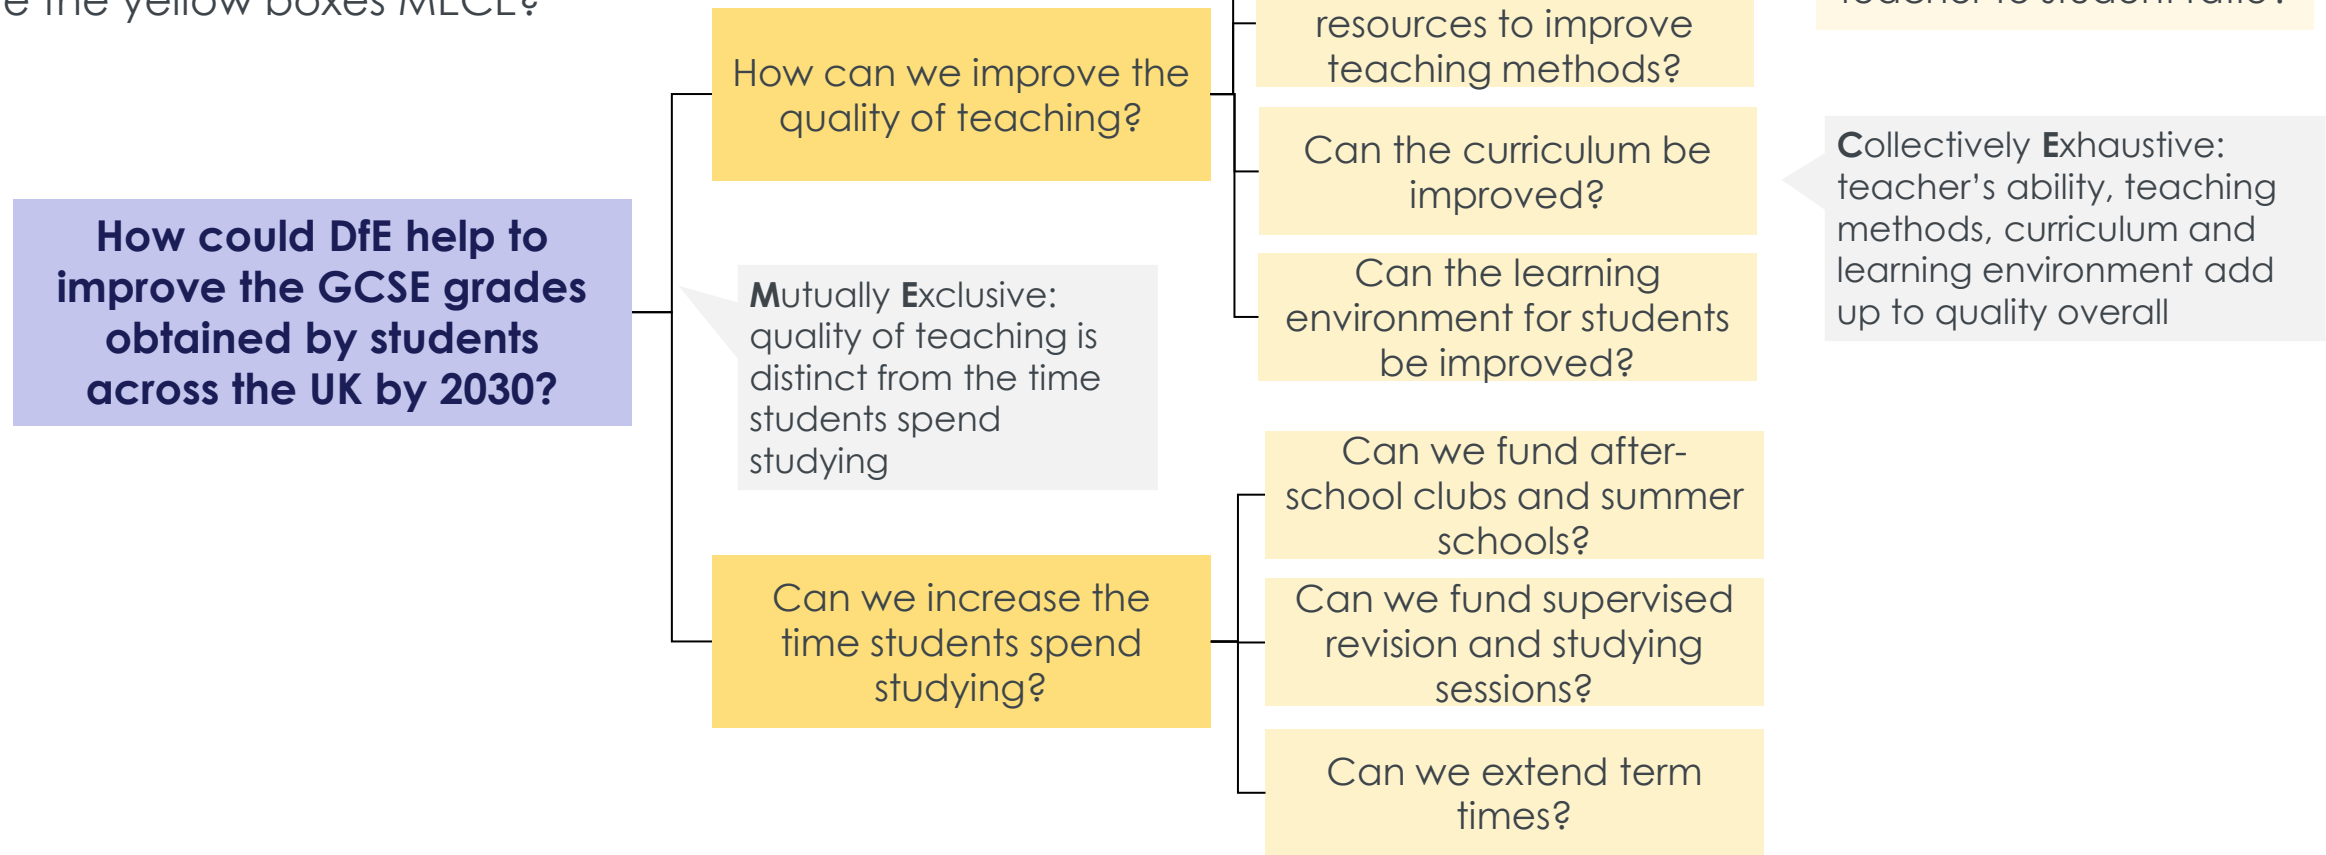 the yellow boxes MECE?
resources to improve
teaching methods?
How can we improve the
quality of teaching?
Can the curriculum be
improved?
Collectively Exhaustive:
teacher’s ability, teaching
methods, curriculum and
learning environment add
up to quality overall
How could DfE help to
improve the GCSE grades
obtained by students
across the UK by 2030?
Mutually Exclusive:
quality of teaching is
distinct from the time
students spend
studying
Can the learning
environment for students
be improved?
Can we fund after-
school clubs and summer
schools?
Can we increase the
time students spend
studying?
Can we fund supervised
revision and studying
sessions?
Can we extend term
times?